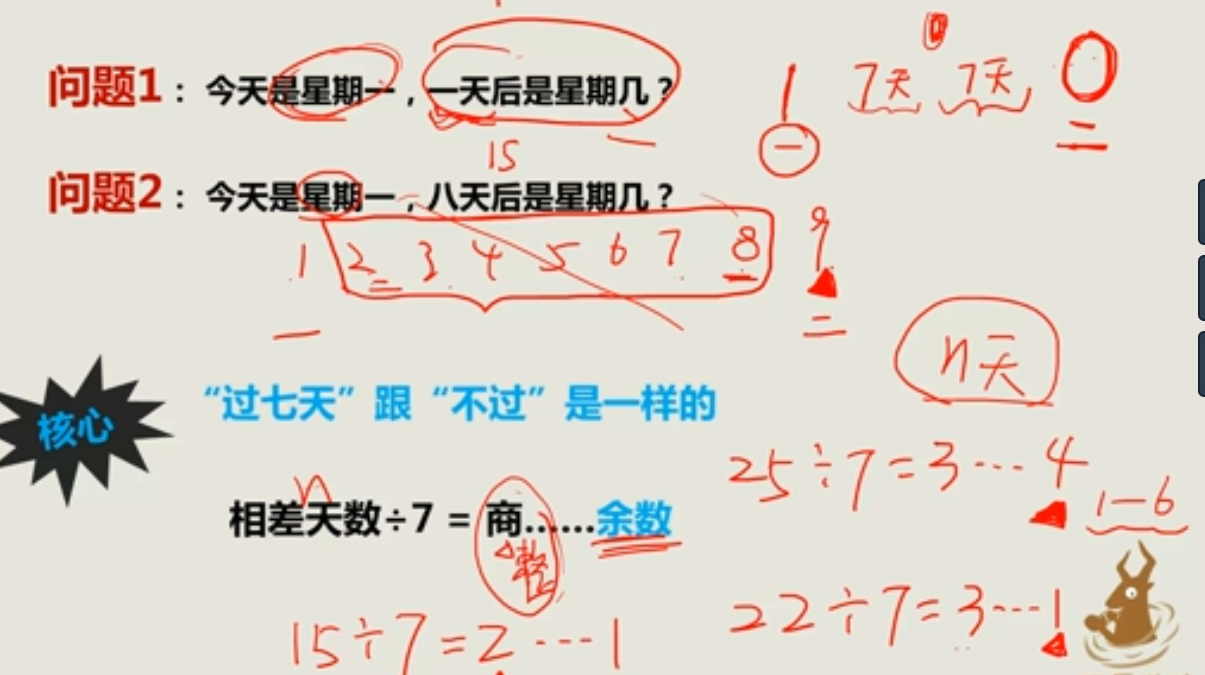 问题1：今天是星期一，一天后是星期几？
1 7天 7天 0
15 一 一 二
问题2：今天是星期一，八天后是星期几？
1 2 3 4 5 6 7 8 9
一 二
n天
核心
“过七天”跟“不过”是一样的
25÷7=3…4
1—6
n
相差天数÷7 = 商……余数
整
15÷7=2…1
22÷7=3…1